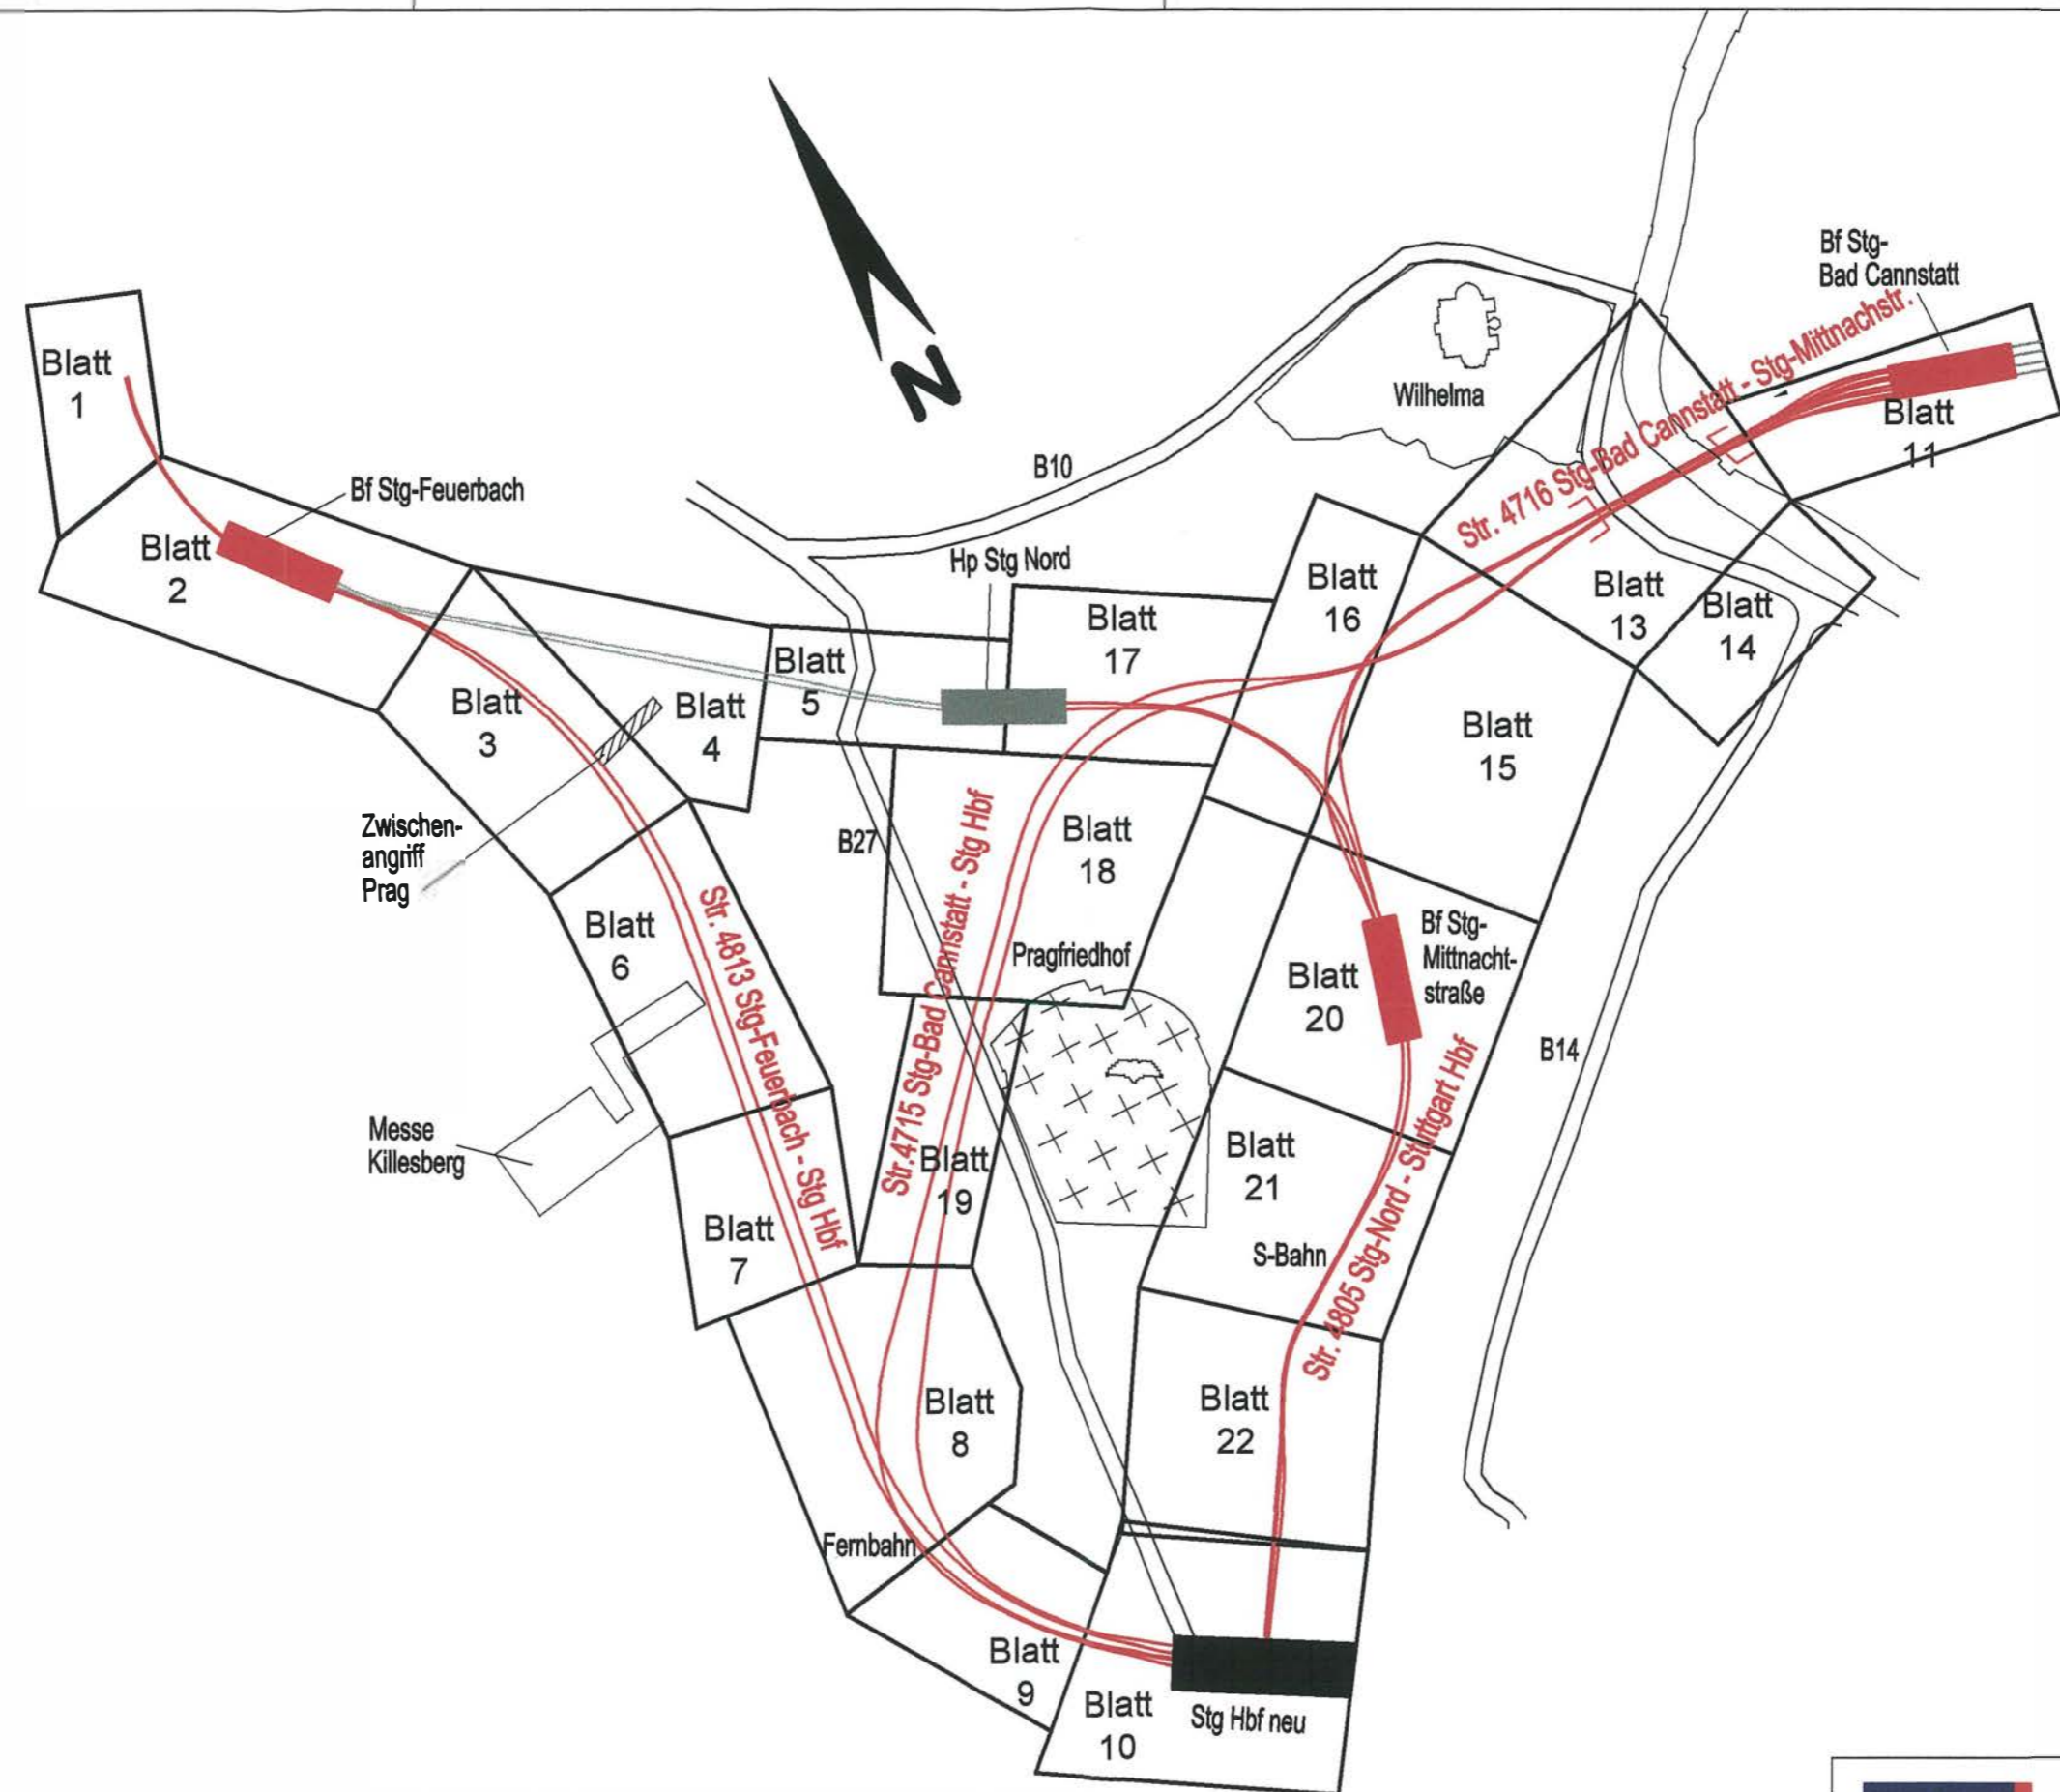 Bf Stg-
Bad Cannstatt
Blatt
1
Wilhelma
Str. 4716 Stg-Bad Cannstatt - Stg-Mittnachstr.
Blatt
11
N
B10
Bf Stg-Feuerbach
Blatt
2
Hp Stg Nord
Blatt
16
Blatt
13
Blatt
14
Blatt
17
Blatt
5
Blatt
3
Blatt
4
Blatt
15
Zwischen-
angriff
Prag
B27
Blatt
18
Str. 4813 Stg-Feuerbach - Stg Hbf
Str.4715 Stg-Bad Cannstatt - Stg Hbf
Blatt
6
Pragfriedhof
Blatt
20
Bf Stg-
Mittnacht-
straße
B14
Messe
Killesberg
Blatt
19
Blatt
21
Blatt
7
S-Bahn
Str. 4805 Stg-Nord - Stuttgart Hbf
Blatt
8
Blatt
22
Fernbahn
Blatt
9
Blatt
10
Stg Hbf neu